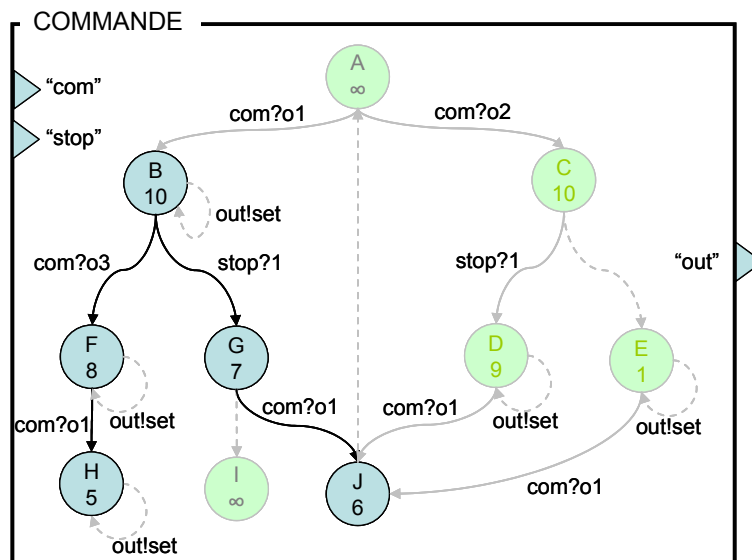 COMMANDE
“com”
“stop”
“out”
A
∞
com?o1
com?o2
B
10
out!set
C
10
com?o3
stop?1
stop?1
F
8
out!set
G
7
D
9
out!set
E
1
out!set
com?o1
com?o1
com?o1
com?o1
H
5
out!set
I
∞
J
6